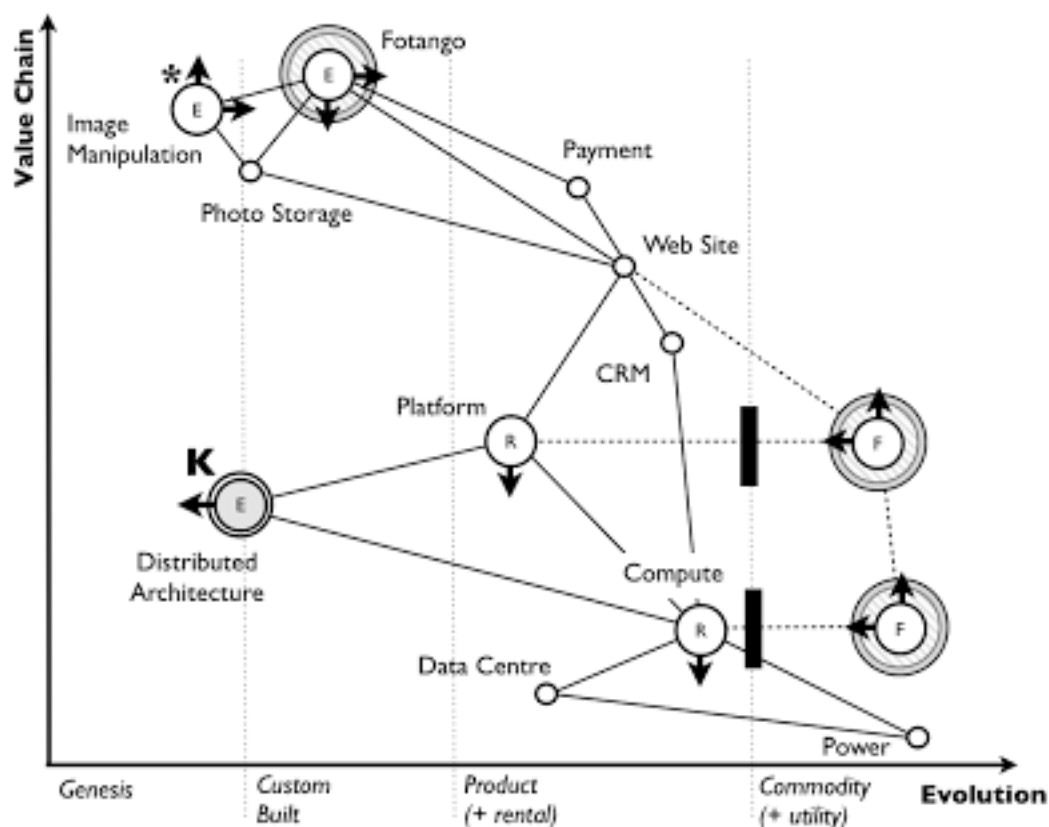 Value Chain
Fotango
*
E
E
Image
Manipulation
Payment
Photo Storage
Web Site
CRM
Platform
R
F
K
E
Distributed
Architecture
Compute
R
F
Data Centre
Power
Genesis
Custom
Built
Product
(+ rental)
Commodity
(+ utility)
Evolution